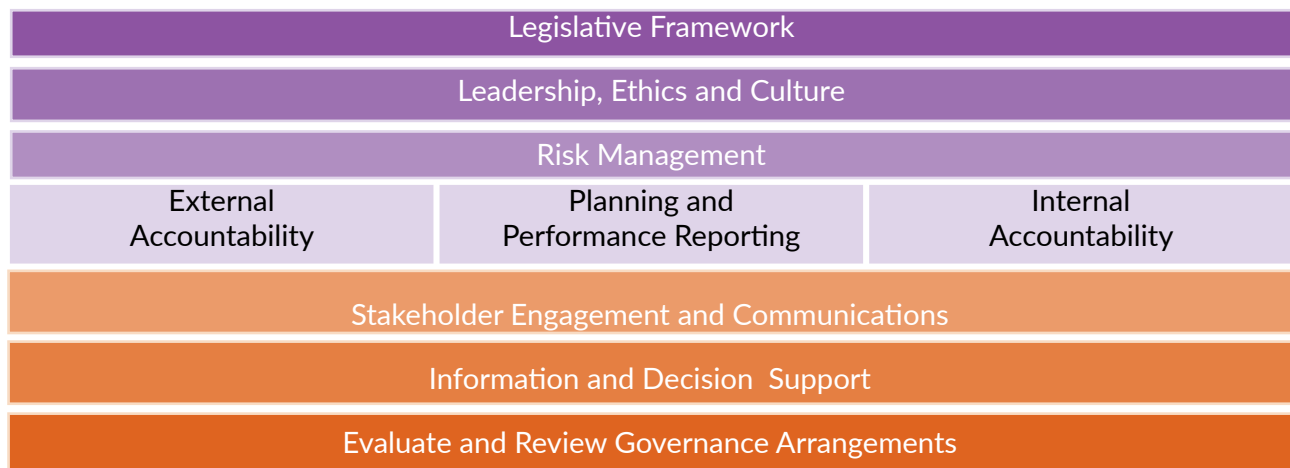 Legislative Framework
Leadership, Ethics and Culture
Risk Management
External
Accountability
Planning and
Performance Reporting
Internal
Accountability
Stakeholder Engagement and Communications
Information and Decision  Support
Evaluate and Review Governance Arrangements